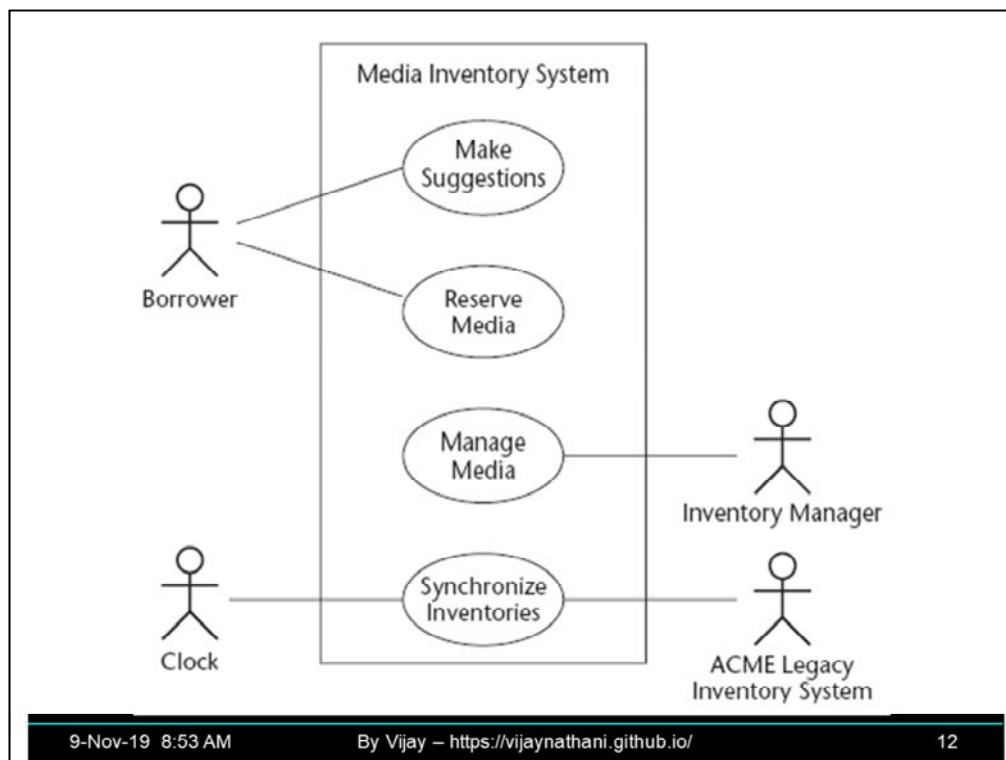 Media Inventory System
Make
Suggestions
Borrower
Reserve
Media
Manage
Media
Inventory Manager
Clock
Synchronize
Inventories
ACME Legacy
Inventory System
9-Nov-19 8:53 AM
By Vijay – https://vijaynathani.github.io/
12